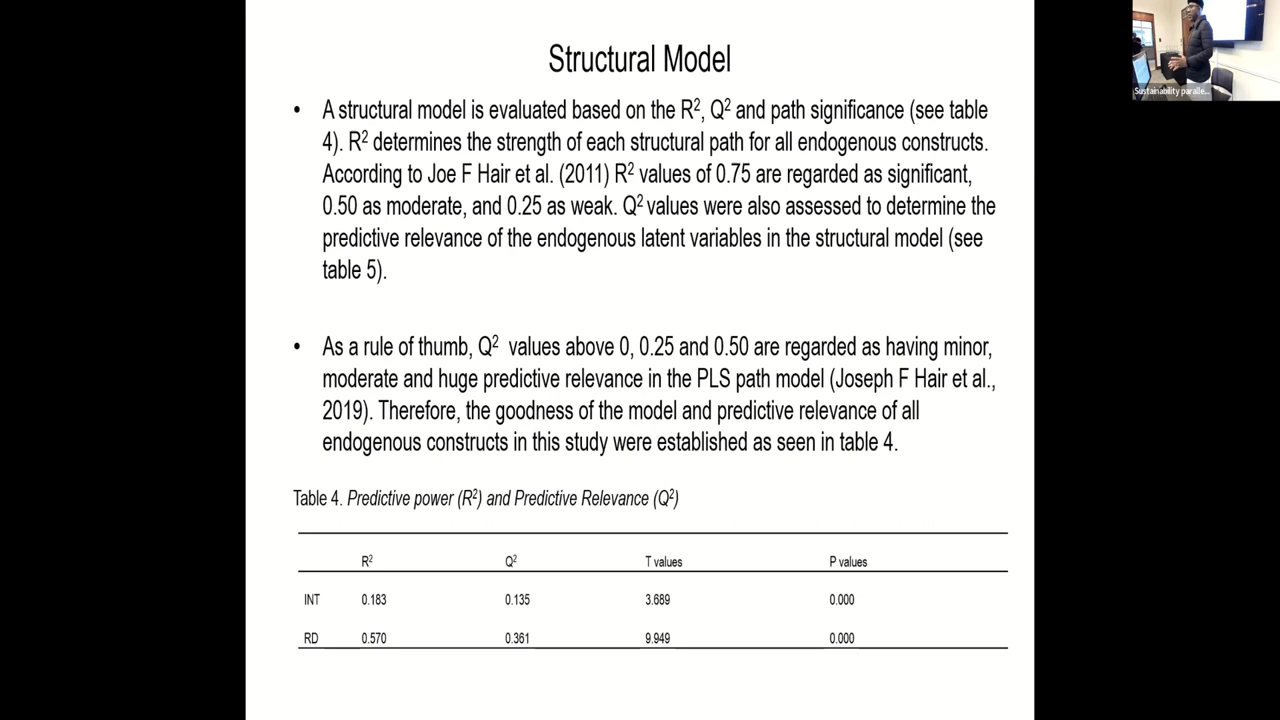 Structural Model
• A structural model is evaluated based on the R², Q² and path significance (see table
4). R² determines the strength of each structural path for all endogenous constructs.
According to Joe F Hair et al. (2011) R² values of 0.75 are regarded as significant,
0.50 as moderate, and 0.25 as weak. Q² values were also assessed to determine the
predictive relevance of the endogenous latent variables in the structural model (see
table 5).
• As a rule of thumb, Q² values above 0, 0.25 and 0.50 are regarded as having minor,
moderate and huge predictive relevance in the PLS path model (Joseph F Hair et al.,
2019). Therefore, the goodness of the model and predictive relevance of all
endogenous constructs in this study were established as seen in table 4.
Table 4. Predictive power (R²) and Predictive Relevance (Q²)
R² Q² T values P values
INT 0.183 0.135 3.689 0.000
RD 0.570 0.361 9.949 0.000
Sustainability paralle...